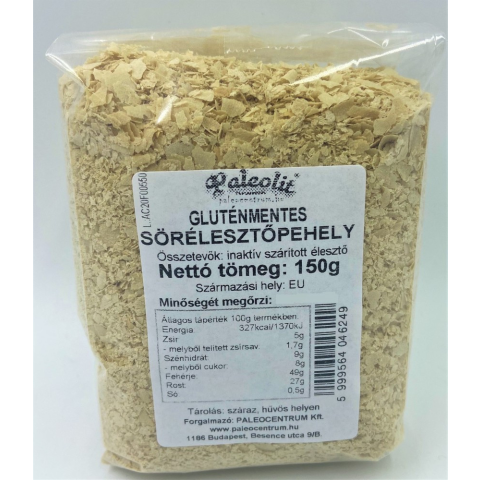 Paleolit
paleocentrum.hu
GLUTÉNMENTES
SÖRÉLESZTŐPEHELY
Összetevők: inaktív szárított élesztő
Nettó tömeg: 150g
Származási hely: EU
Minőségét megőrzi:
Átlagos tápérték 100g termékben
Energia 327kcal/1370kJ
Zsír: 5g
- melyből telített zsírsav: 1,7g
Szénhidrát: 9g
- melyből cukor: 8g
Fehérje: 49g
Rost: 27g
Só: 0,5g
Tárolás: száraz, hűvös helyen
Forgalmazó: PALEOCENTRUM Kft.
www.paleocentrum.hu
1186 Budapest, Besence utca 9/B.
L.AC20F00550
5 999564 046249